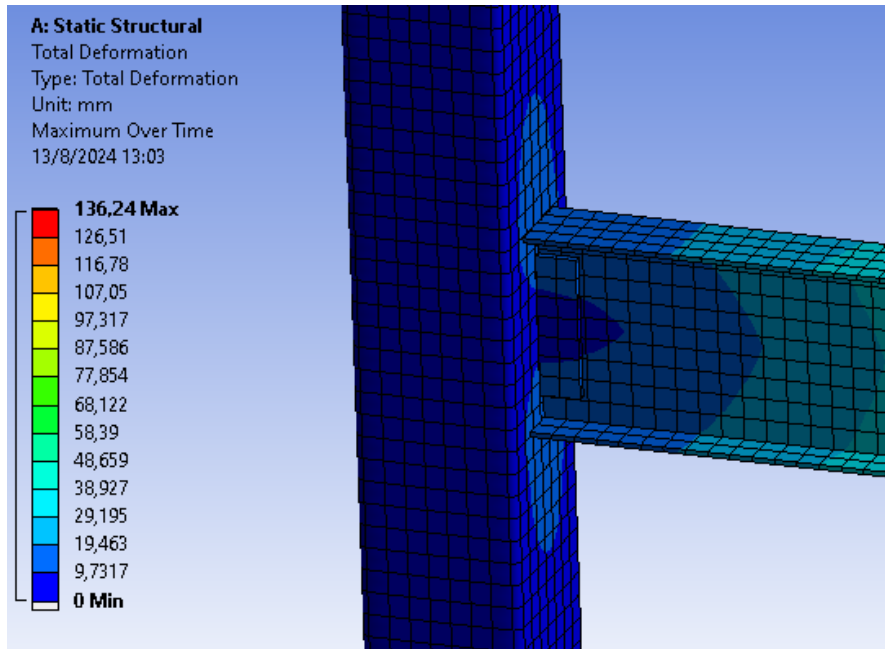 A: Static Structural
Total Deformation
Type: Total Deformation
Unit: mm
Maximum Over Time
13/8/2024 13:03
136,24 Max
126,51
116,78
107,05
97,317
87,586
77,854
68,122
58,39
48,659
38,927
29,195
19,463
9,7317
0 Min